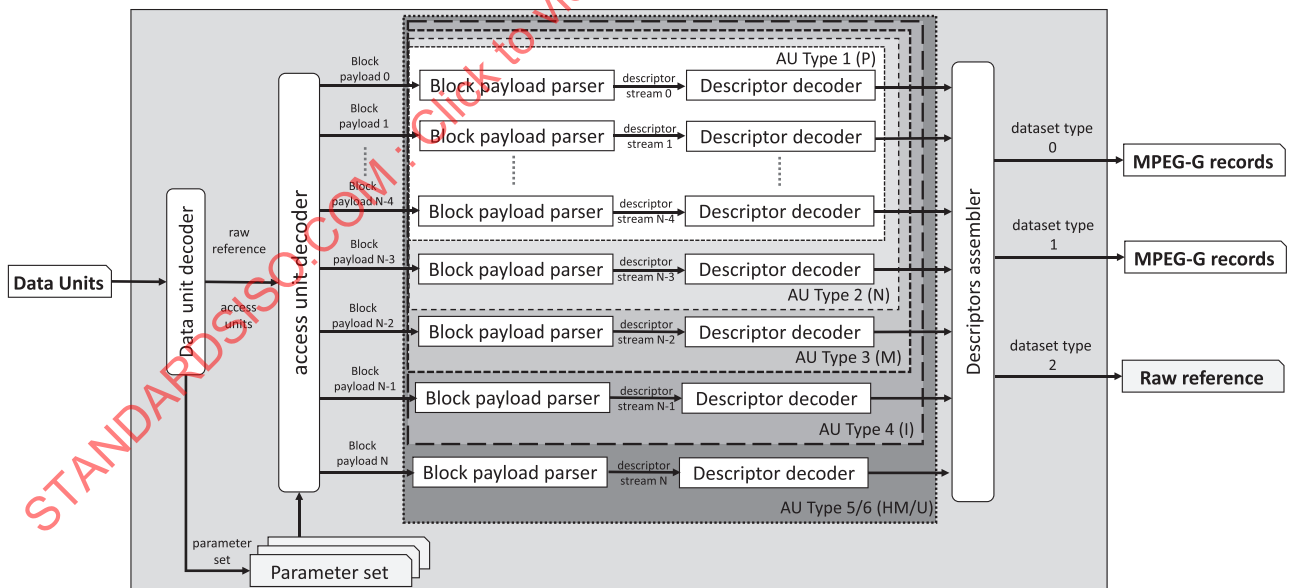 Data Units
Data unit decoder
raw
reference
access
units
parameter
set
Parameter set
access unit decoder
Block
payload 0
Block
payload 1
Block
payload N-4
Block
payload N-3
Block
payload N-2
Block
payload N-1
Block
payload N
AU Type 1 (P)
Block payload parser
descriptor
stream 0
Descriptor decoder
Block payload parser
descriptor
stream 1
Descriptor decoder
Block payload parser
descriptor
stream N-4
Descriptor decoder
Block payload parser
descriptor
stream N-3
Descriptor decoder
AU Type 2 (N)
Block payload parser
descriptor
stream N-2
Descriptor decoder
AU Type 3 (M)
Block payload parser
descriptor
stream N-1
Descriptor decoder
AU Type 4 (I)
Block payload parser
descriptor
stream N
Descriptor decoder
AU Type 5/6 (HM/U)
Descriptors assembler
dataset type
0
MPEG-G records
dataset type
1
MPEG-G records
dataset type
2
Raw reference
STANDARDSISO.COM : Click to vi